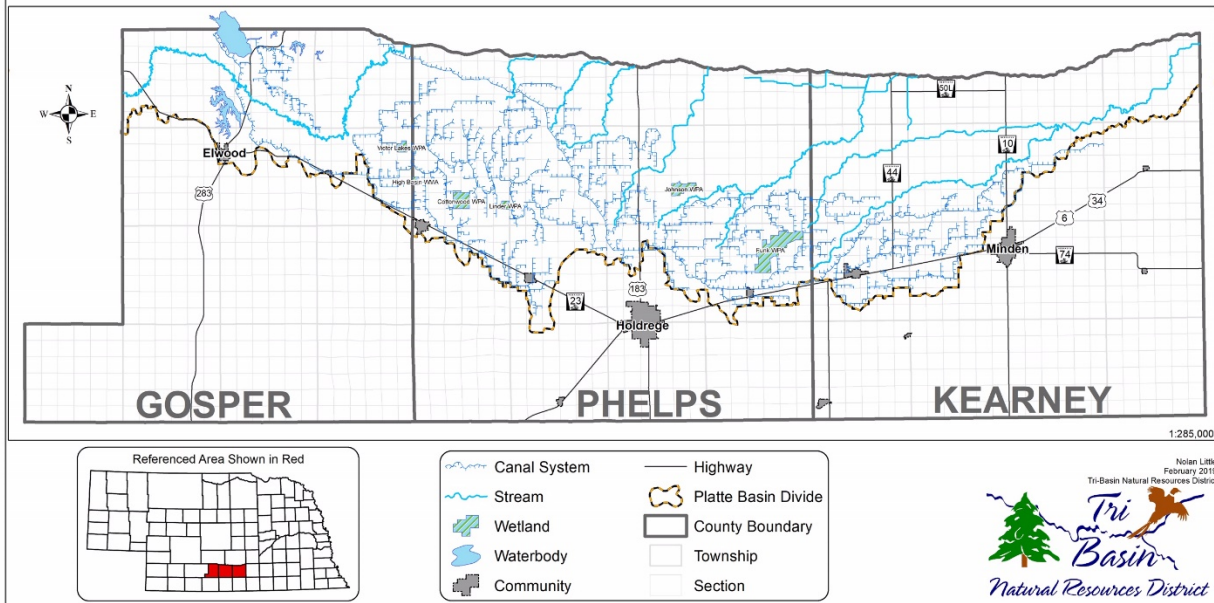 N
W E
S
Elwood
283
Victor Lakes WPA
High Basin WMA
Cottonwood WPA
Linder WPA
Johnson WPA
Funk WPA
50L
10
44
34
6
Minden
74
183
23
Holdrege
GOSPER
PHELPS
KEARNEY
1:285,000
Referenced Area Shown in Red
Canal System
Stream
Wetland
Waterbody
Community
Highway
Platte Basin Divide
County Boundary
Township
Section
Nolan Little
February 2019
Tri-Basin Natural Resources District
Tri
Basin
Natural Resources District